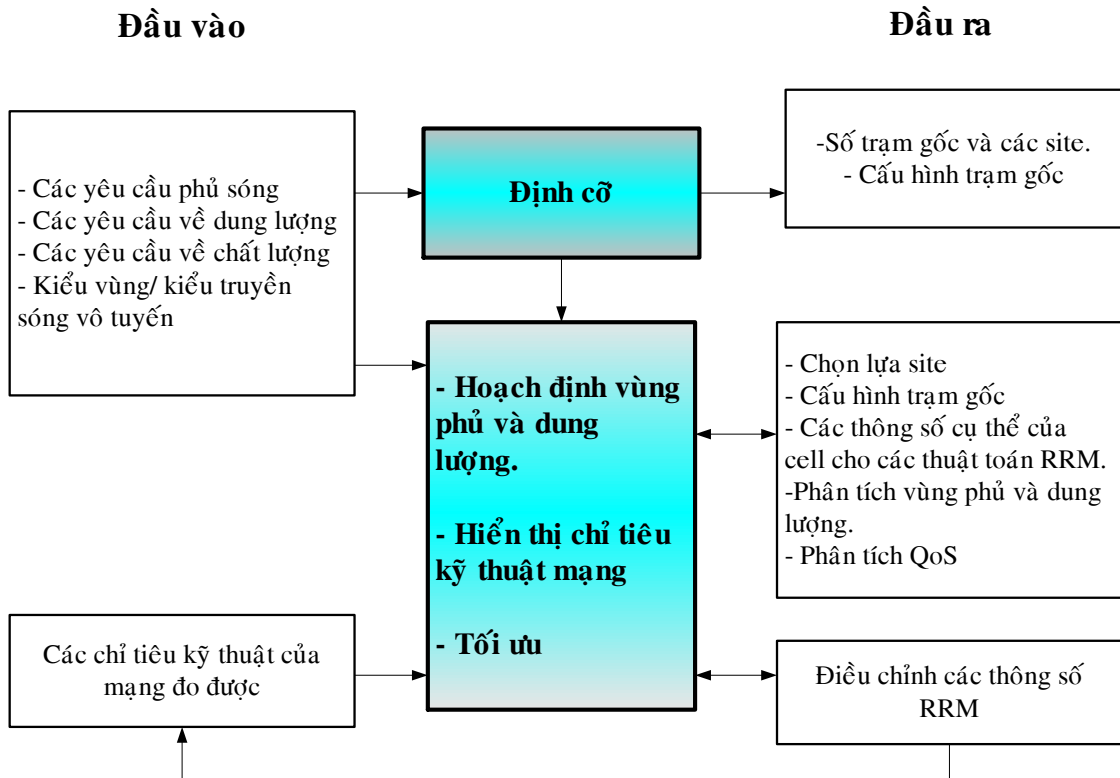 Đầu vào
Đầu ra
- Các yêu cầu phủ sóng
- Các yêu cầu về dung lượng
- Các yêu cầu về chất lượng
- Kiểu vùng/ kiểu truyền
sóng vô tuyến
Định cỡ
-Số trạm gốc và các site.
- Cấu hình trạm gốc
- Hoạch định vùng
phủ và dung
lượng.
- Hiển thị chỉ tiêu
kỹ thuật mạng
- Tối ưu
- Chọn lựa site
- Cấu hình trạm gốc
- Các thông số cụ thể của
cell cho các thuật toán RRM.
-Phân tích vùng phủ và dung
lượng.
- Phân tích QoS
Các chỉ tiêu kỹ thuật của
mạng đo được
Điều chỉnh các thông số
RRM